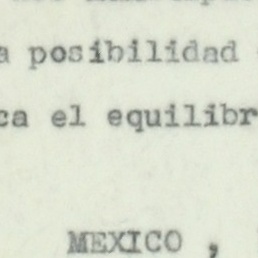 a posibilidad
ca el equilibr
MEXICO ,